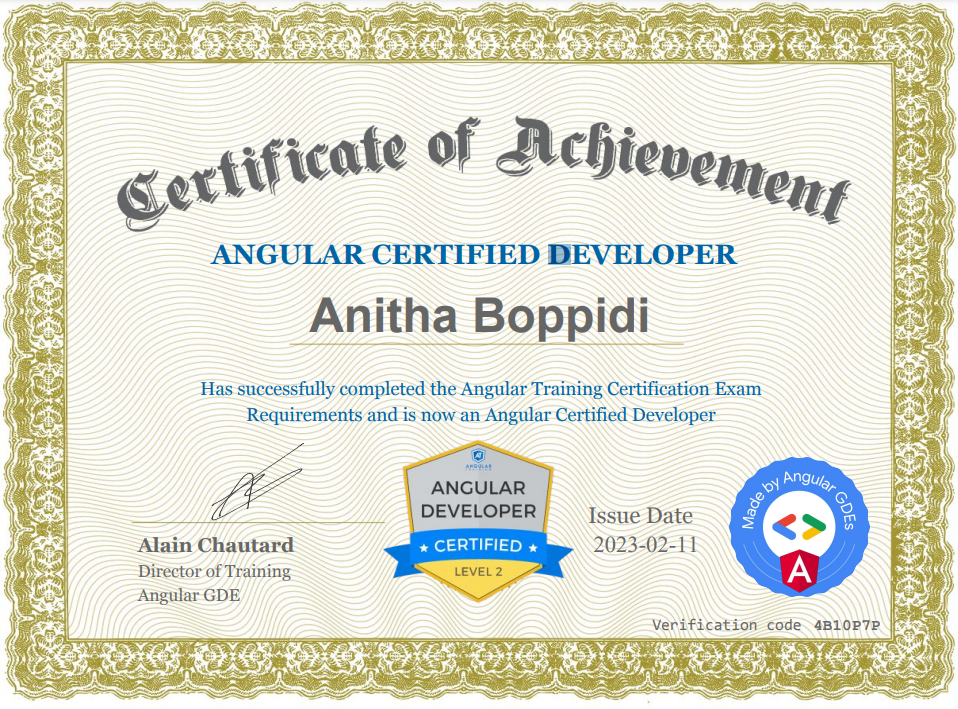 Certificate of Achievement
ANGULAR CERTIFIED DEVELOPER
Anitha Boppidi
Has successfully completed the Angular Training Certification Exam
Requirements and is now an Angular Certified Developer
Alain Chautard
Director of Training
Angular GDE
ANGULAR
TRAINING
ANGULAR
DEVELOPER
★ CERTIFIED ★
LEVEL 2
Issue Date
2023-02-11
Made by Angular GDEs
A
Verification code 4B10P7P